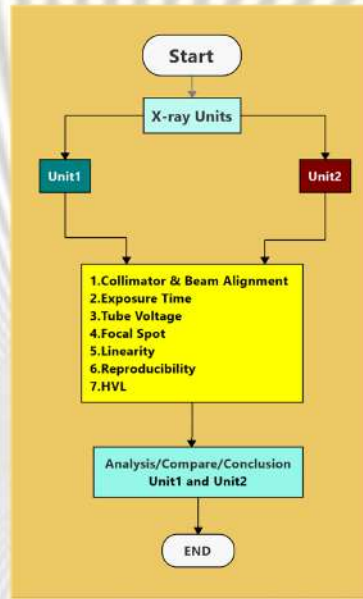 Start
X-ray Units
Unit1
Unit2
1.Collimator & Beam Alignment
2.Exposure Time
3.Tube Voltage
4.Focal Spot
5.Linearity
6.Reproducibility
7.HVL
Analysis/Compare/Conclusion
Unit1 and Unit2
END